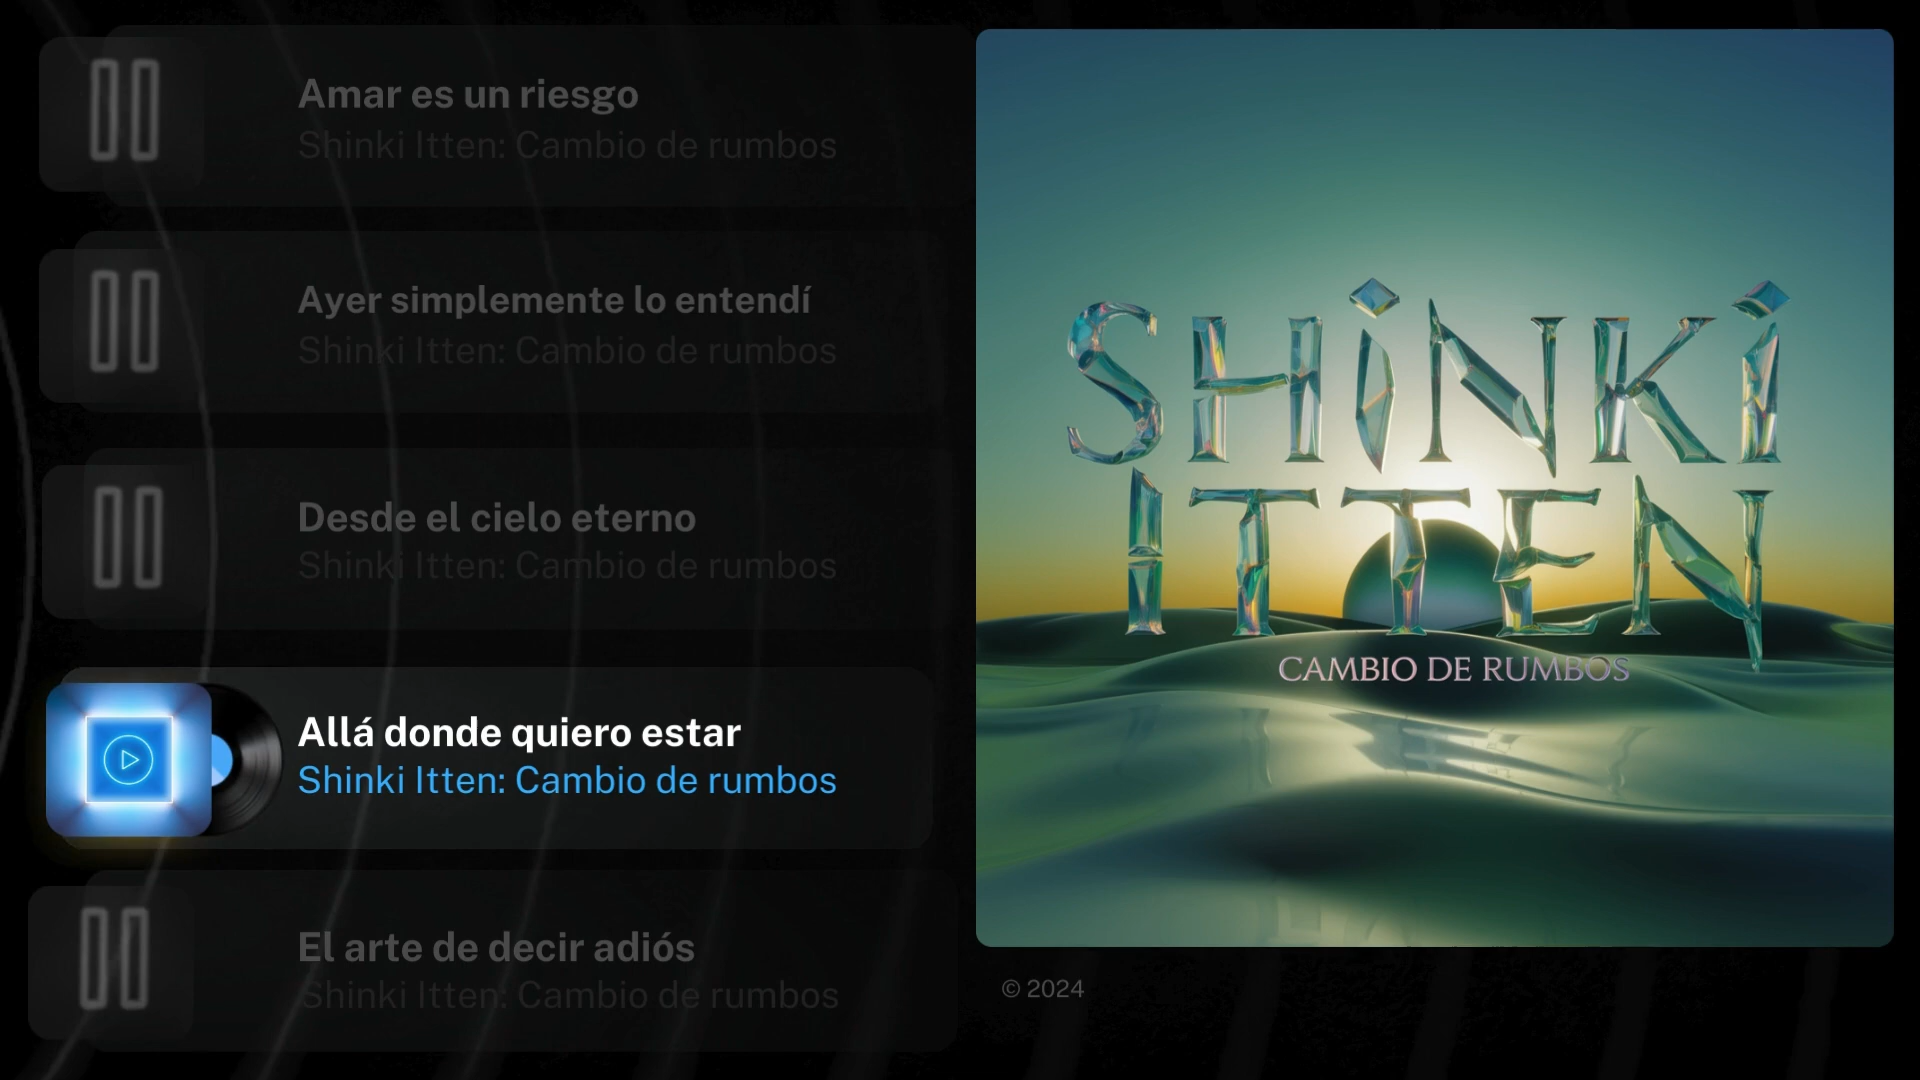 Amar es un riesgo
Shinki Itten: Cambio de rumbos
Ayer simplemente lo entendí
Shinki Itten: Cambio de rumbos
Desde el cielo eterno
Shinki Itten: Cambio de rumbos
Allá donde quiero estar
Shinki Itten: Cambio de rumbos
El arte de decir adiós
Shinki Itten: Cambio de rumbos
SHiNKi
ITTEN
CAMBIO DE RUMBOS
© 2024